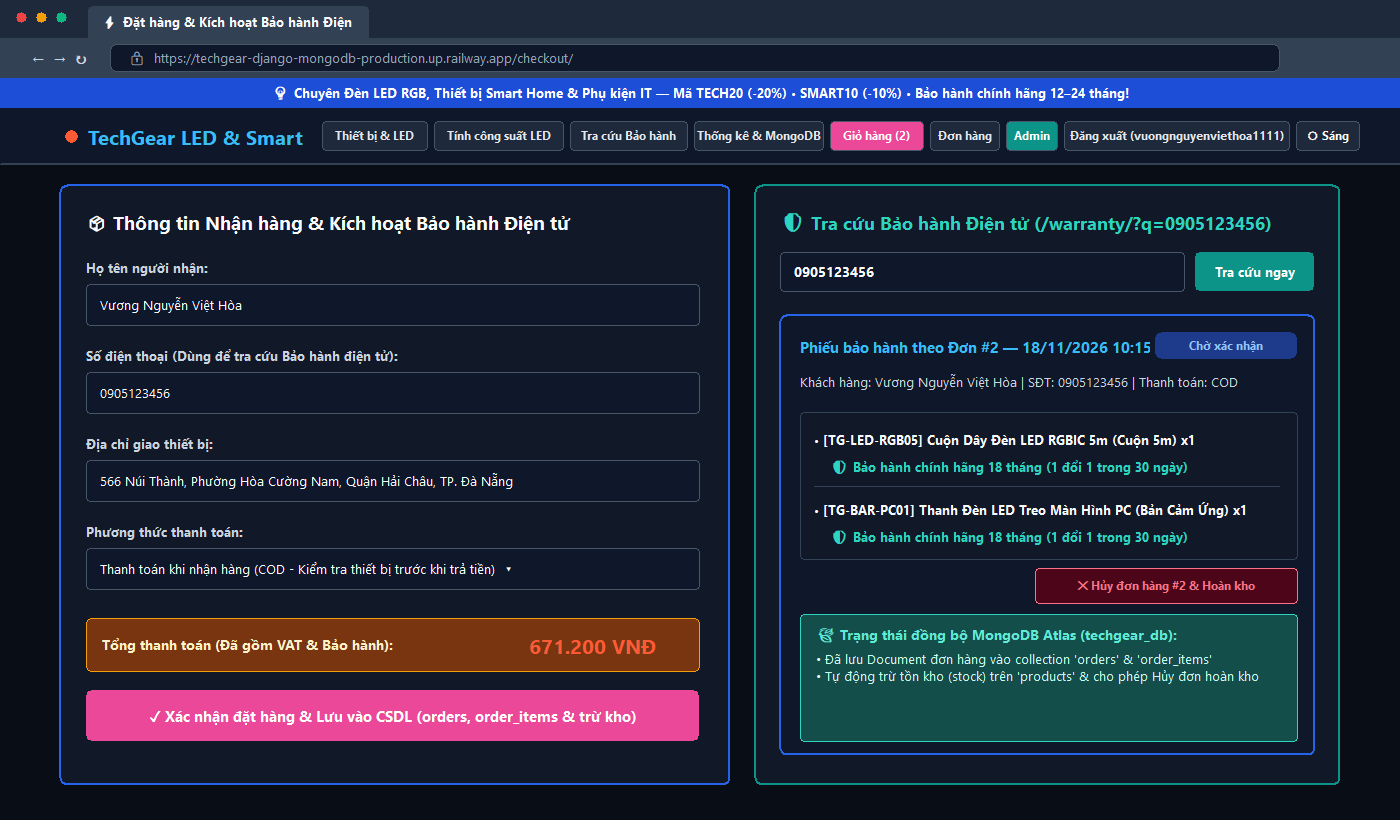 Đặt hàng & Kích hoạt Bảo hành Điện
https://techgear-django-mongodb-production.up.railway.app/checkout/
Chuyên Đèn LED RGB, Thiết bị Smart Home & Phụ kiện IT — Mã TECH20 (-20%) • SMART10 (-10%) • Bảo hành chính hãng 12–24 tháng!
TechGear LED & Smart
Thiết bị & LED
Tính công suất LED
Tra cứu Bảo hành
Thống kê & MongoDB
Giỏ hàng (2)
Đơn hàng
Admin
Đăng xuất (vuongnguyenviethoa1111)
Sáng
Thông tin Nhận hàng & Kích hoạt Bảo hành Điện tử
Họ tên người nhận:
Vương Nguyễn Việt Hòa
Số điện thoại (Dùng để tra cứu Bảo hành điện tử):
0905123456
Địa chỉ giao thiết bị:
566 Núi Thành, Phường Hòa Cường Nam, Quận Hải Châu, TP. Đà Nẵng
Phương thức thanh toán:
Thanh toán khi nhận hàng (COD - Kiểm tra thiết bị trước khi trả tiền) ▾
Tổng thanh toán (Đã gồm VAT & Bảo hành):
671.200 VNĐ
✓ Xác nhận đặt hàng & Lưu vào CSDL (orders, order_items & trừ kho)
Tra cứu Bảo hành Điện tử (/warranty/?q=0905123456)
0905123456
Tra cứu ngay
Phiếu bảo hành theo Đơn #2 — 18/11/2026 10:15
Chờ xác nhận
Khách hàng: Vương Nguyễn Việt Hòa | SĐT: 0905123456 | Thanh toán: COD
• [TG-LED-RGB05] Cuộn Dây Đèn LED RGBIC 5m (Cuộn 5m) x1
Bảo hành chính hãng 18 tháng (1 đổi 1 trong 30 ngày)
• [TG-BAR-PC01] Thanh Đèn LED Treo Màn Hình PC (Bản Cảm Ứng) x1
Bảo hành chính hãng 18 tháng (1 đổi 1 trong 30 ngày)
✕ Hủy đơn hàng #2 & Hoàn kho
Trạng thái đồng bộ MongoDB Atlas (techgear_db):
• Đã lưu Document đơn hàng vào collection 'orders' & 'order_items'
• Tự động trừ tồn kho (stock) trên 'products' & cho phép Hủy đơn hoàn kho